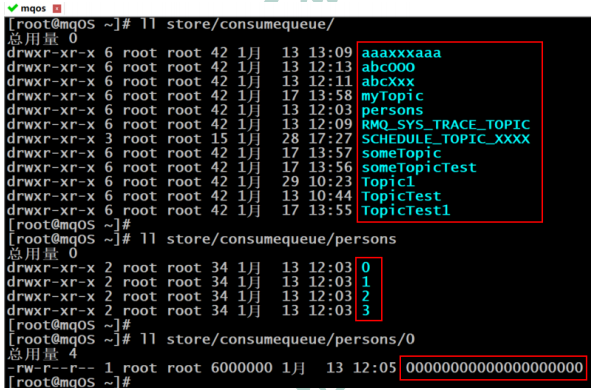 mqOS
[root@mqOS ~]# ll store/consumequeue/
总用量 0
drwxr-xr-x 6 root root 42 1月  13 13:09 aaaxxxaaa
drwxr-xr-x 6 root root 42 1月  13 12:13 abcOOO
drwxr-xr-x 6 root root 42 1月  13 12:11 abcXxx
drwxr-xr-x 6 root root 42 1月  17 13:58 myTopic
drwxr-xr-x 6 root root 42 1月  13 12:03 persons
drwxr-xr-x 6 root root 42 1月  13 12:09 RMQ_SYS_TRACE_TOPIC
drwxr-xr-x 3 root root 15 1月  28 17:27 SCHEDULE_TOPIC_XXXX
drwxr-xr-x 6 root root 42 1月  17 13:57 someTopic
drwxr-xr-x 6 root root 42 1月  17 13:56 someTopicTest
drwxr-xr-x 6 root root 42 1月  29 10:23 Topic1
drwxr-xr-x 6 root root 42 1月  13 10:44 TopicTest
drwxr-xr-x 6 root root 42 1月  17 13:55 TopicTest1
[root@mqOS ~]#
[root@mqOS ~]# ll store/consumequeue/persons
总用量 0
drwxr-xr-x 2 root root 34 1月  13 12:03 0
drwxr-xr-x 2 root root 34 1月  13 12:03 1
drwxr-xr-x 2 root root 34 1月  13 12:03 2
drwxr-xr-x 2 root root 34 1月  13 12:03 3
[root@mqOS ~]#
[root@mqOS ~]# ll store/consumequeue/persons/0
总用量 4
-rw-r--r-- 1 root root 6000000 1月  13 12:05 00000000000000000000
[root@mqOS ~]#